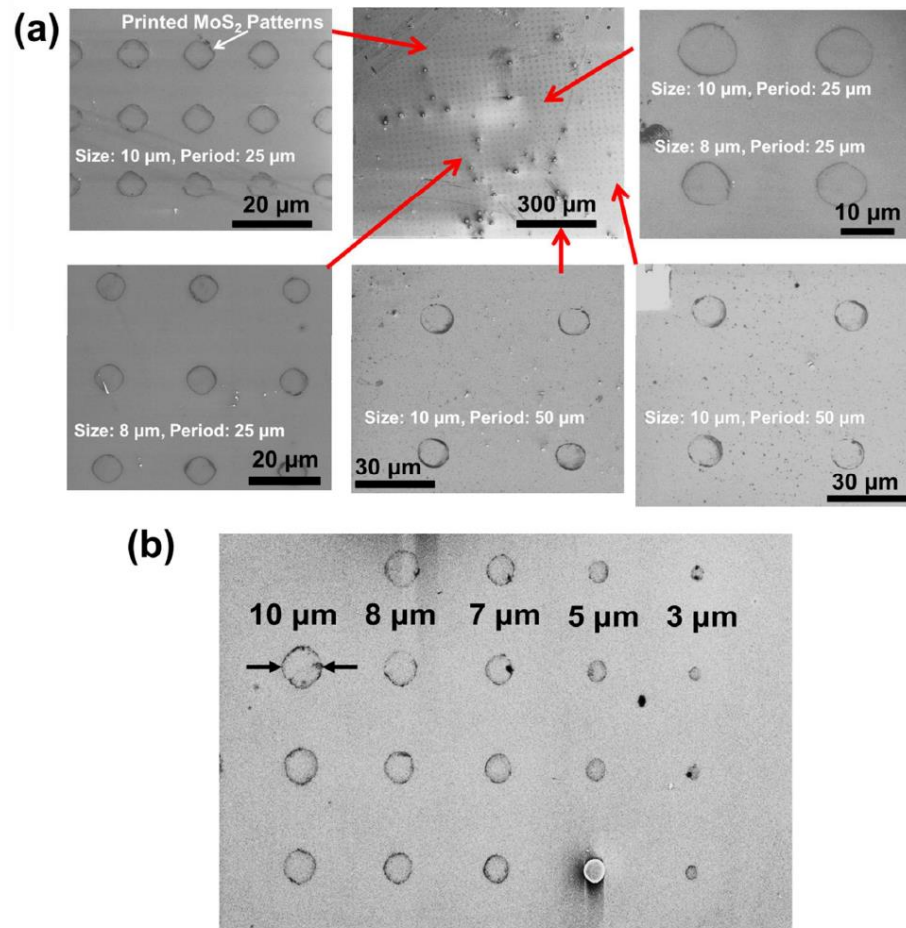 (a)
Printed MoS₂ Patterns
Size: 10 µm, Period: 25 µm
20 µm
300 µm
Size: 10 µm, Period: 25 µm
Size: 8 µm, Period: 25 µm
10 µm
Size: 8 µm, Period: 25 µm
20 µm
Size: 10 µm, Period: 50 µm
30 µm
Size: 10 µm, Period: 50 µm
30 µm
(b)
10 µm 8 µm 7 µm 5 µm 3 µm